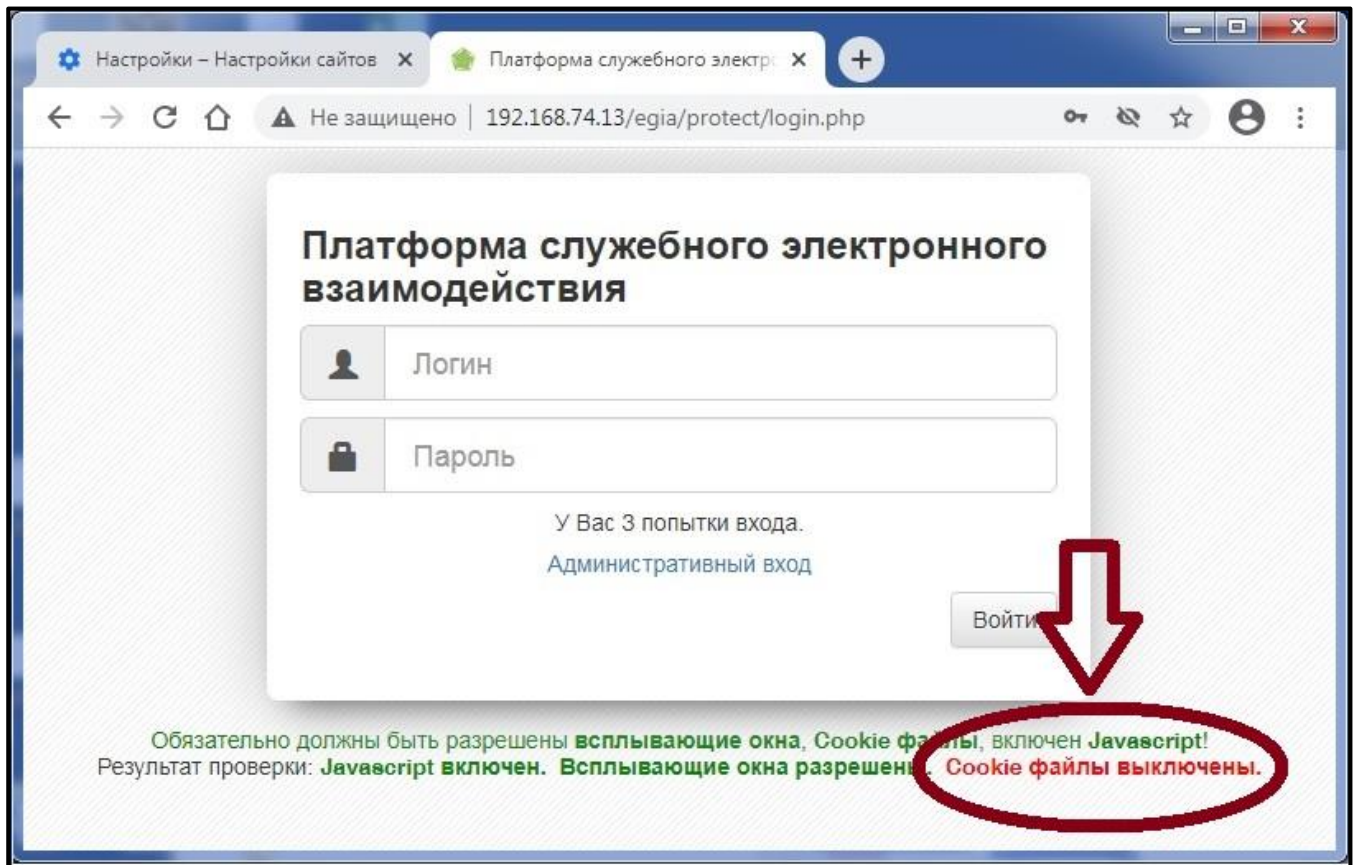 Настройки – Настройки сайтов
Платформа служебного электро
Не защищено | 192.168.74.13/egia/protect/login.php
Платформа служебного электронного
взаимодействия
Логин
Пароль
У Вас 3 попытки входа.
Административный вход
Войти
Обязательно должны быть разрешены всплывающие окна, Cookie файлы, включен Javascript!
Результат проверки: Javascript включен. Всплывающие окна разрешены. Cookie файлы выключены.